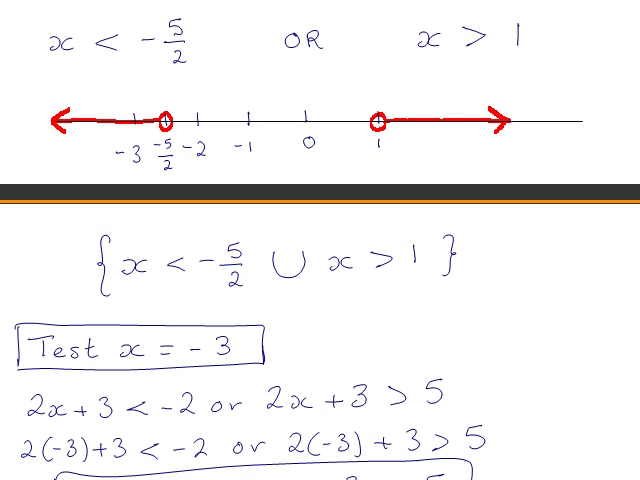 x < -5/2 OR x > 1
-3 -5/2 -2 -1 0 1
{ x < -5/2 ∪ x > 1 }
Test x = -3
2x + 3 < -2 or 2x + 3 > 5
2(-3)+3 < -2 or 2(-3) + 3 > 5